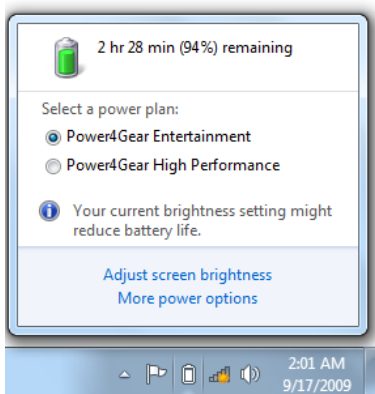 2 hr 28 min (94%) remaining
Select a power plan:
Power4Gear Entertainment
Power4Gear High Performance
Your current brightness setting might
reduce battery life.
Adjust screen brightness
More power options
2:01 AM
9/17/2009